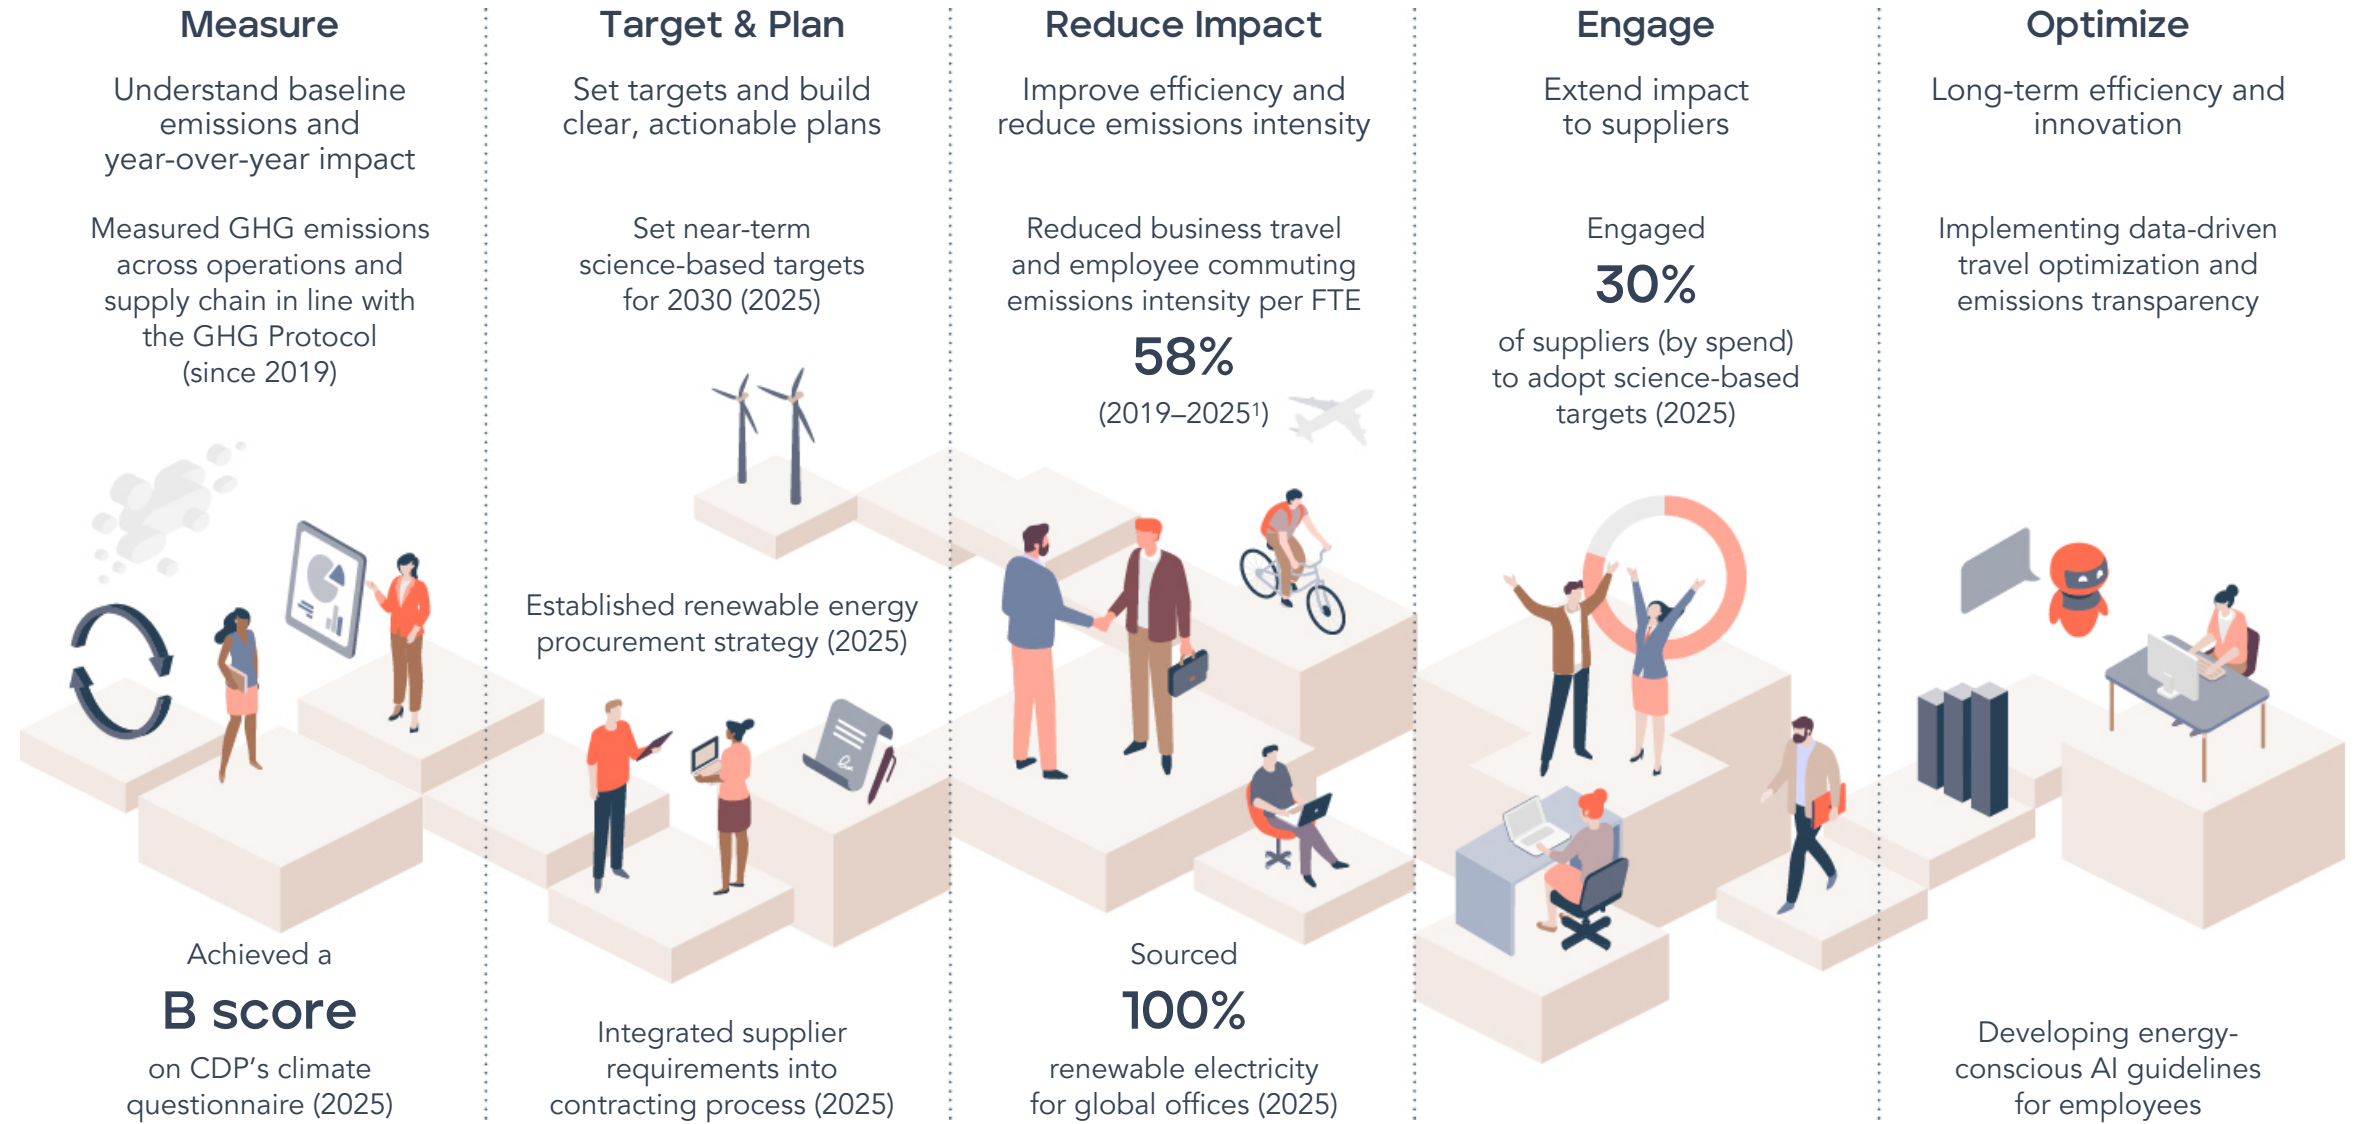 Measure
Understand baseline
emissions and
year-over-year impact
Measured GHG emissions
across operations and
supply chain in line with
the GHG Protocol
(since 2019)
Achieved a
B score
on CDP’s climate
questionnaire (2025)
Target & Plan
Set targets and build
clear, actionable plans
Set near-term
science-based targets
for 2030 (2025)
Established renewable energy
procurement strategy (2025)
Integrated supplier
requirements into
contracting process (2025)
Reduce Impact
Improve efficiency and
reduce emissions intensity
Reduced business travel
and employee commuting
emissions intensity per FTE
58%
(2019–2025¹)
Sourced
100%
renewable electricity
for global offices (2025)
Engage
Extend impact
to suppliers
Engaged
30%
of suppliers (by spend)
to adopt science-based
targets (2025)
Optimize
Long-term efficiency and
innovation
Implementing data-driven
travel optimization and
emissions transparency
Developing energy-
conscious AI guidelines
for employees